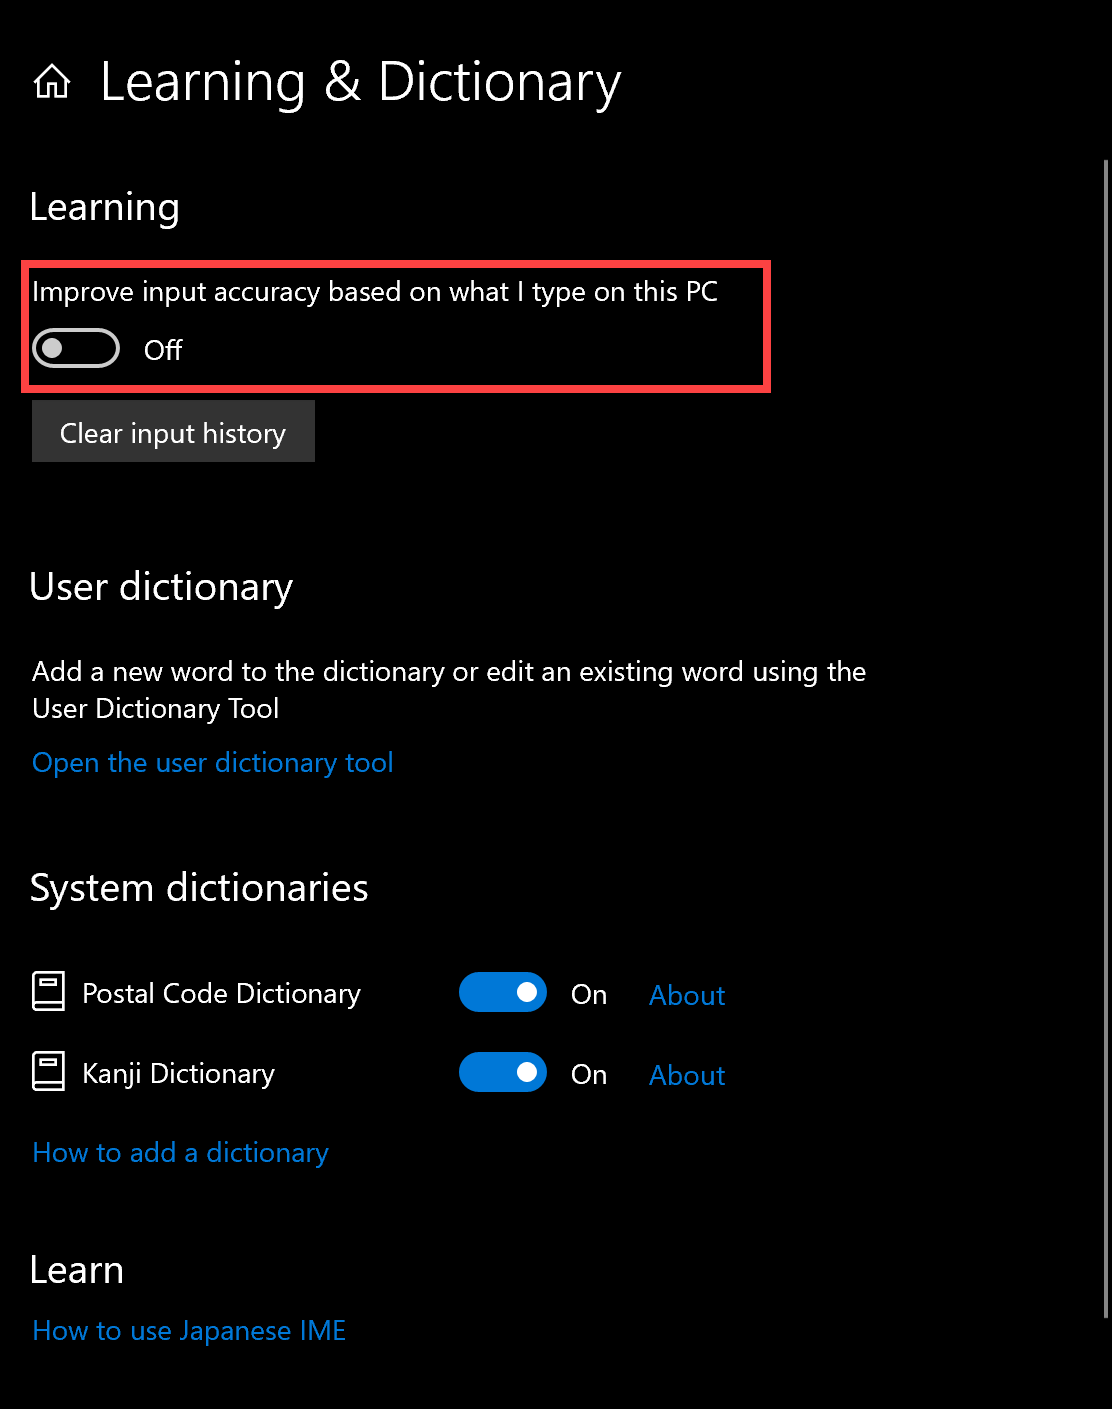 Learning & Dictionary
Learning
Improve input accuracy based on what I type on this PC
Off
Clear input history
User dictionary
Add a new word to the dictionary or edit an existing word using the
User Dictionary Tool
Open the user dictionary tool
System dictionaries
Postal Code Dictionary On About
Kanji Dictionary On About
How to add a dictionary
Learn
How to use Japanese IME